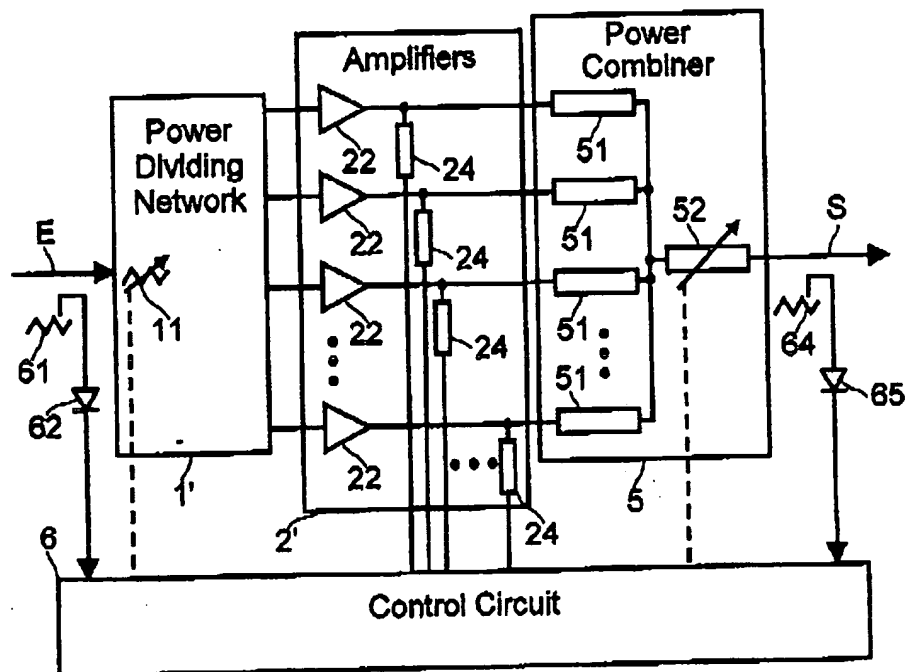 Amplifiers
Power
Combiner
Power
Dividing
Network
E
S
22
24
51
22
24
51
52
11
22
24
51
61
62
64
65
51
22
24
1'
2'
5
6
Control Circuit